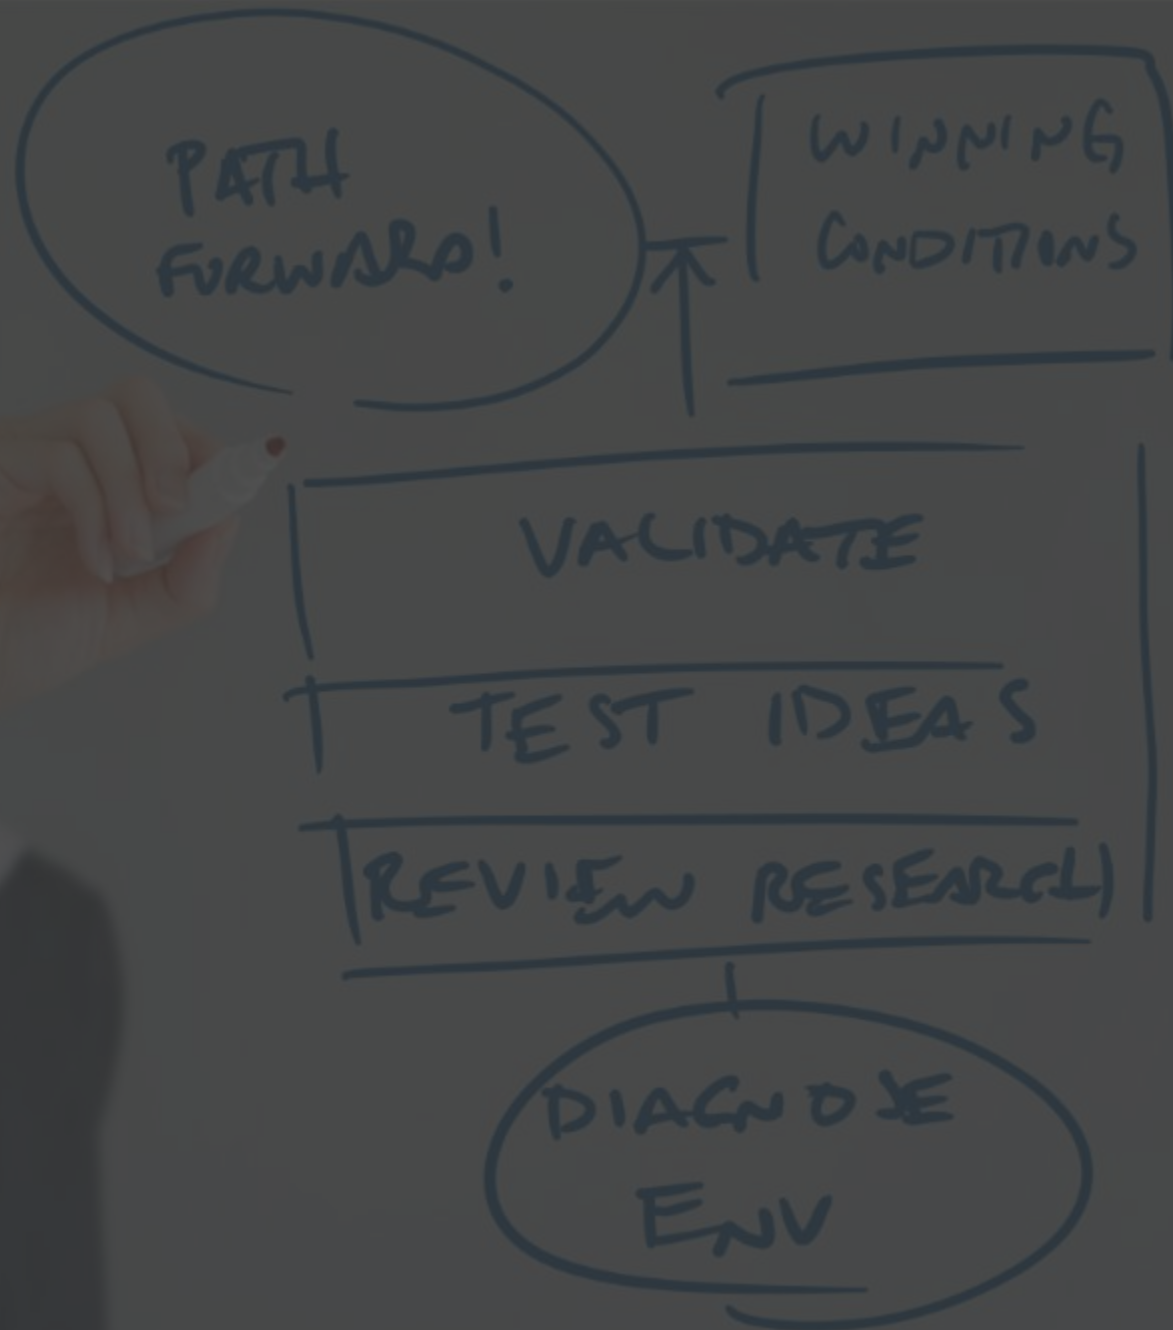 PATH
FORWARD!
WINNING
CONDITIONS
VALIDATE
TEST IDEAS
REVIEW RESEARCH
DIAGNOSE
ENV